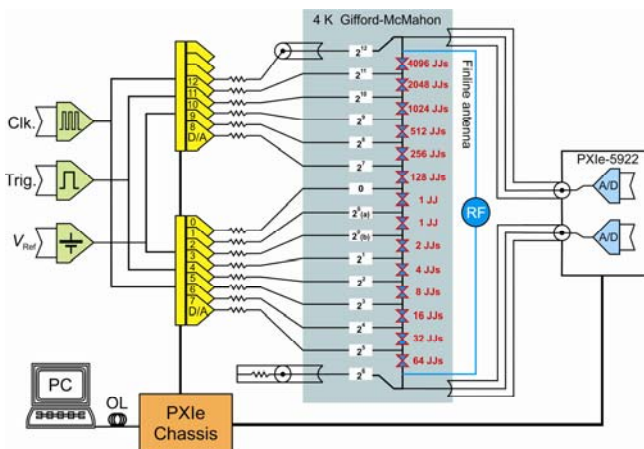 4 K Gifford-McMahon
Clk.
Trig.
VRef
12
11
10
9
8
D/A
0
1
2
3
4
5
6
7
D/A
2^12
2^11
2^10
2^9
2^8
2^7
0
2^0 (a)
2^0 (b)
2^1
2^2
2^3
2^4
2^5
2^6
4096 JJs
2048 JJs
1024 JJs
512 JJs
256 JJs
128 JJs
1 JJ
1 JJ
2 JJs
4 JJs
8 JJs
16 JJs
32 JJs
64 JJs
Finline antenna
RF
PXIe-5922
A/D
A/D
PC
OL
PXIe
Chassis